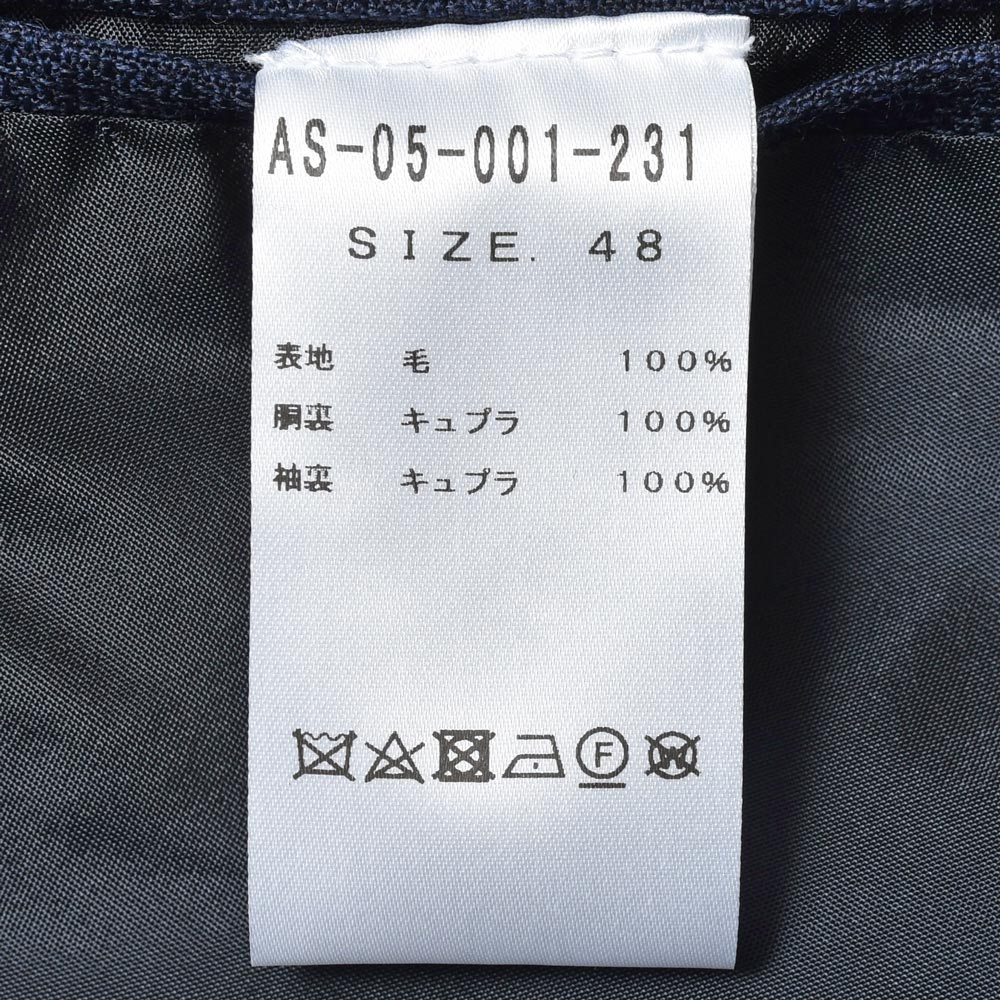 AS-05-001-231
SIZE. 48
表地 毛 100%
胴裏 キュプラ 100%
袖裏 キュプラ 100%
F W